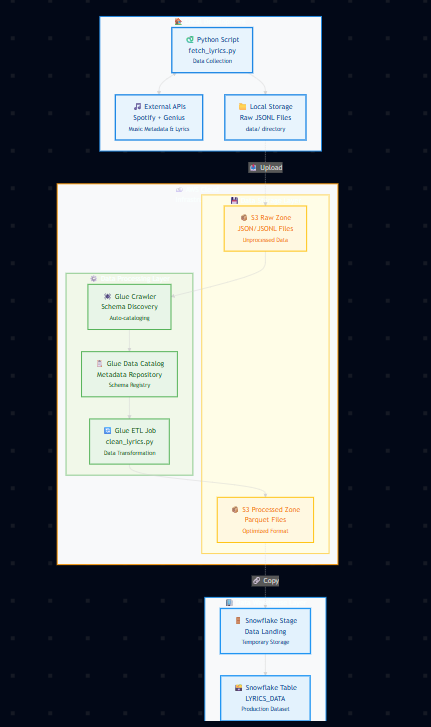 Python Script
fetch_lyrics.py
Data Collection
External APIs
Spotify + Genius
Music Metadata & Lyrics
Local Storage
Raw JSONL Files
data/ directory
Upload
S3 Raw Zone
JSON/JSONL Files
Unprocessed Data
Glue Crawler
Schema Discovery
Auto-cataloging
Glue Data Catalog
Metadata Repository
Schema Registry
Glue ETL Job
clean_lyrics.py
Data Transformation
S3 Processed Zone
Parquet Files
Optimized Format
Copy
Snowflake Stage
Data Landing
Temporary Storage
Snowflake Table
LYRICS_DATA
Production Dataset